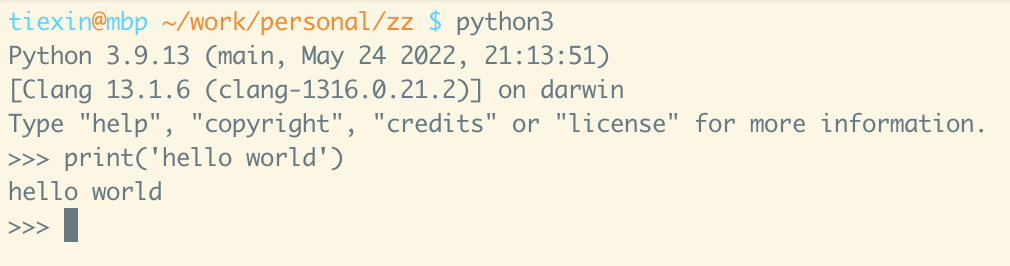 tiexin@mbp ~/work/personal/zz $ python3
Python 3.9.13 (main, May 24 2022, 21:13:51)
[Clang 13.1.6 (clang-1316.0.21.2)] on darwin
Type "help", "copyright", "credits" or "license" for more information.
>>> print('hello world')
hello world
>>>